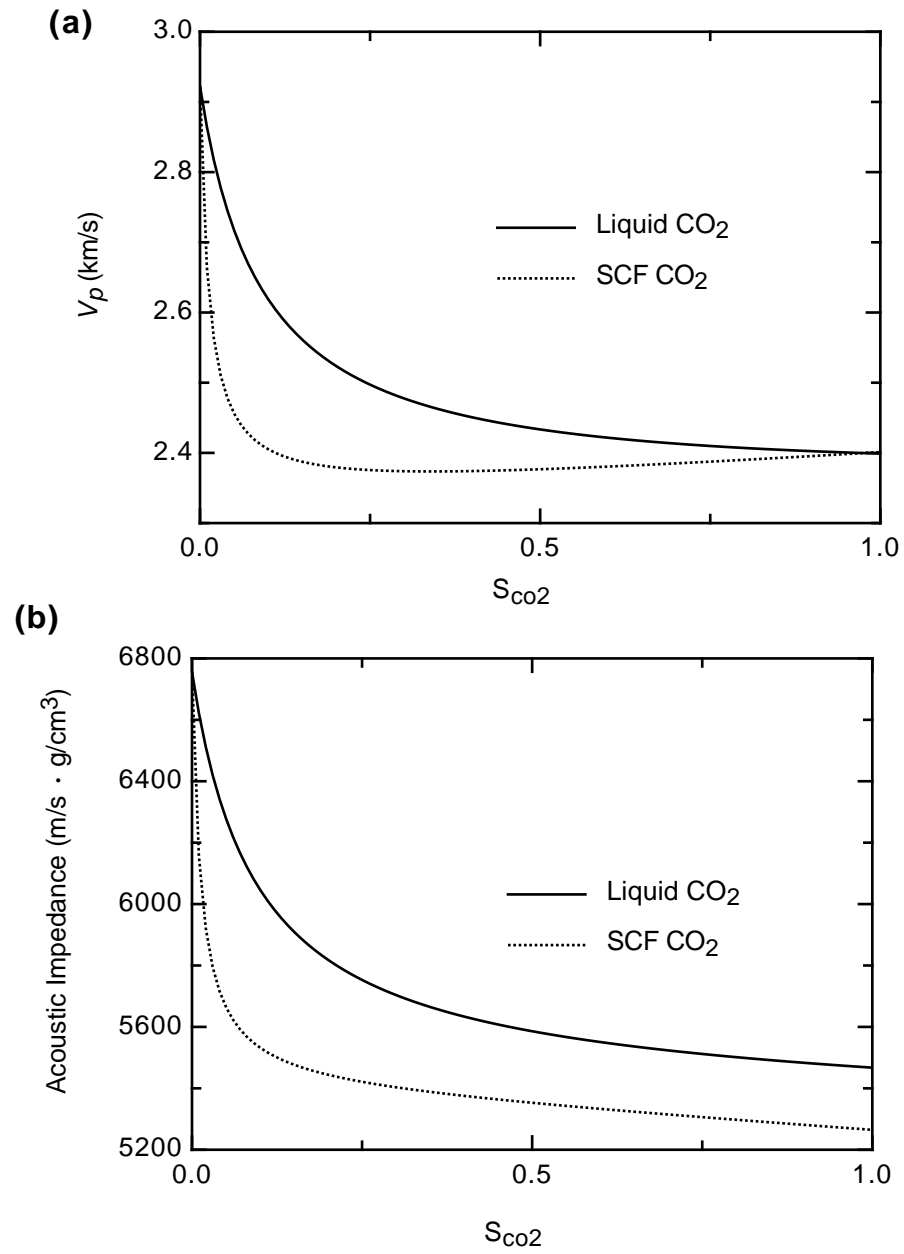 (a)
3.0
2.8
2.6
2.4
Vp (km/s)
Liquid CO2
SCF CO2
0.0
0.5
1.0
Sco2
(b)
6800
6400
6000
5600
5200
Acoustic Impedance (m/s · g/cm3)
Liquid CO2
SCF CO2
0.0
0.5
1.0
Sco2